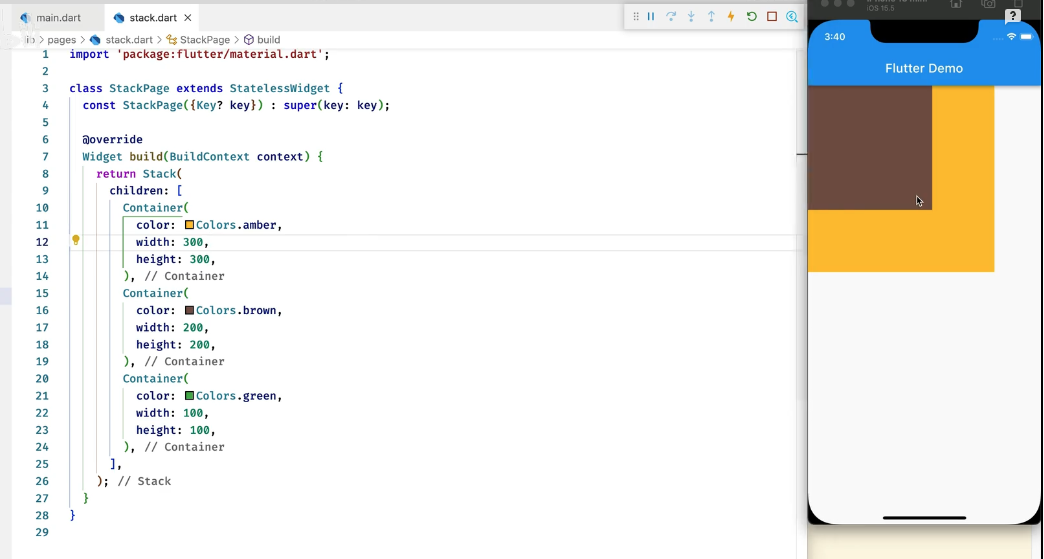 main.dart
stack.dart
pages > stack.dart > StackPage > build
1 import 'package:flutter/material.dart';
2
3 class StackPage extends StatelessWidget {
4 const StackPage({Key? key}) : super(key: key);
5
6 @override
7 Widget build(BuildContext context) {
8 return Stack(
9 children: [
10 Container(
11 color: Colors.amber,
12 width: 300,
13 height: 300,
14 ), // Container
15 Container(
16 color: Colors.brown,
17 width: 200,
18 height: 200,
19 ), // Container
20 Container(
21 color: Colors.green,
22 width: 100,
23 height: 100,
24 ), // Container
25 ],
26 ); // Stack
27 }
28 }
29
iOS 15.5
?
3:40
Flutter Demo